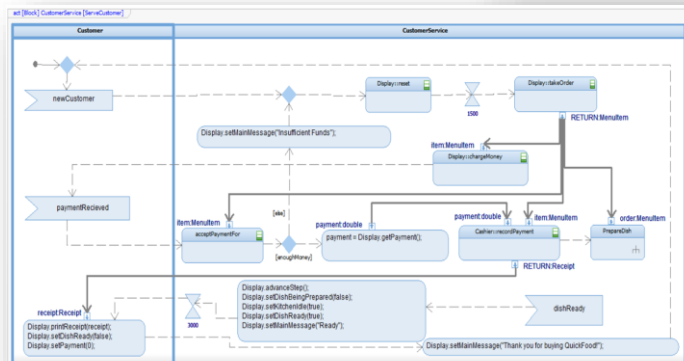 act [Block] CustomerService [ServeCustomer]
Customer
CustomerService
newCustomer
Display::reset
1500
Display::takeOrder
RETURN:MenuItem
Display.setMainMessage("Insufficient Funds");
item:MenuItem
Display::chargeMoney
paymentRecieved
item:MenuItem
acceptPaymentFor
[else]
[enoughMoney]
payment:double
payment = Display.getPayment();
payment:double
item:MenuItem
Cashier::recordPayment
RETURN:Receipt
order:MenuItem
PrepareDish
receipt:Receipt
Display.printReceipt(receipt);
Display.setDishReady(false);
Display.setPayment(0);
3000
Display.advanceStep();
Display.setDishBeingPrepared(false);
Display.setKitchenIdle(true);
Display.setDishReady(true);
Display.setMainMessage("Ready");
dishReady
Display.setMainMessage("Thank you for buying QuickFood!");